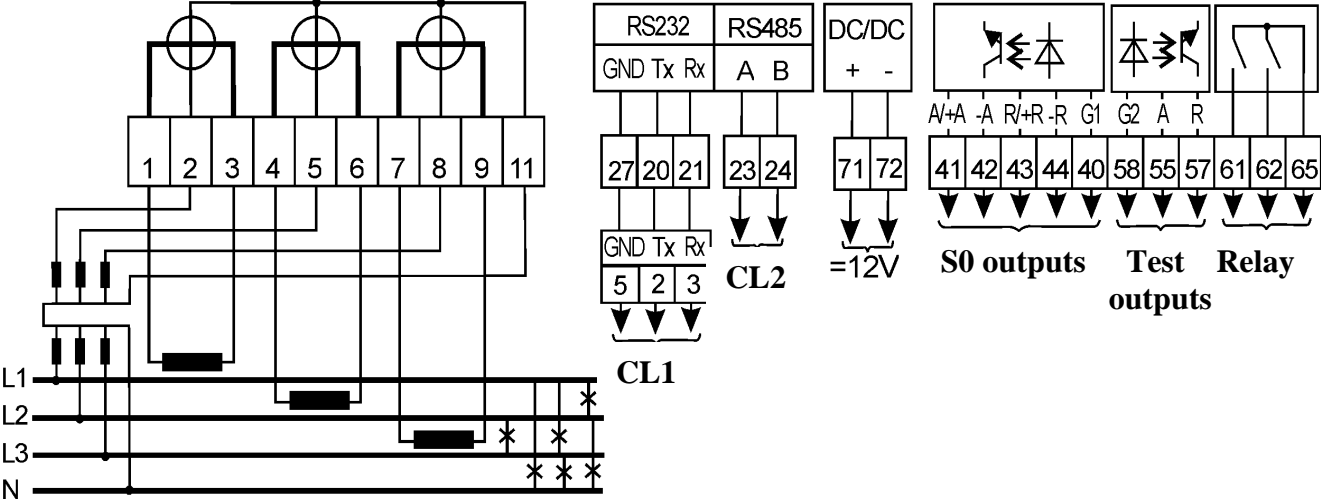 RS232 RS485 DC/DC
GND Tx Rx A B + -
A/+A -A R/+R -R G1 G2 A R
1 2 3 4 5 6 7 8 9 11
27 20 21 23 24 71 72 41 42 43 44 40 58 55 57 61 62 65
GND Tx Rx
5 2 3
CL2
=12V
S0 outputs
Test
outputs
Relay
CL1
L1
L2
L3
N